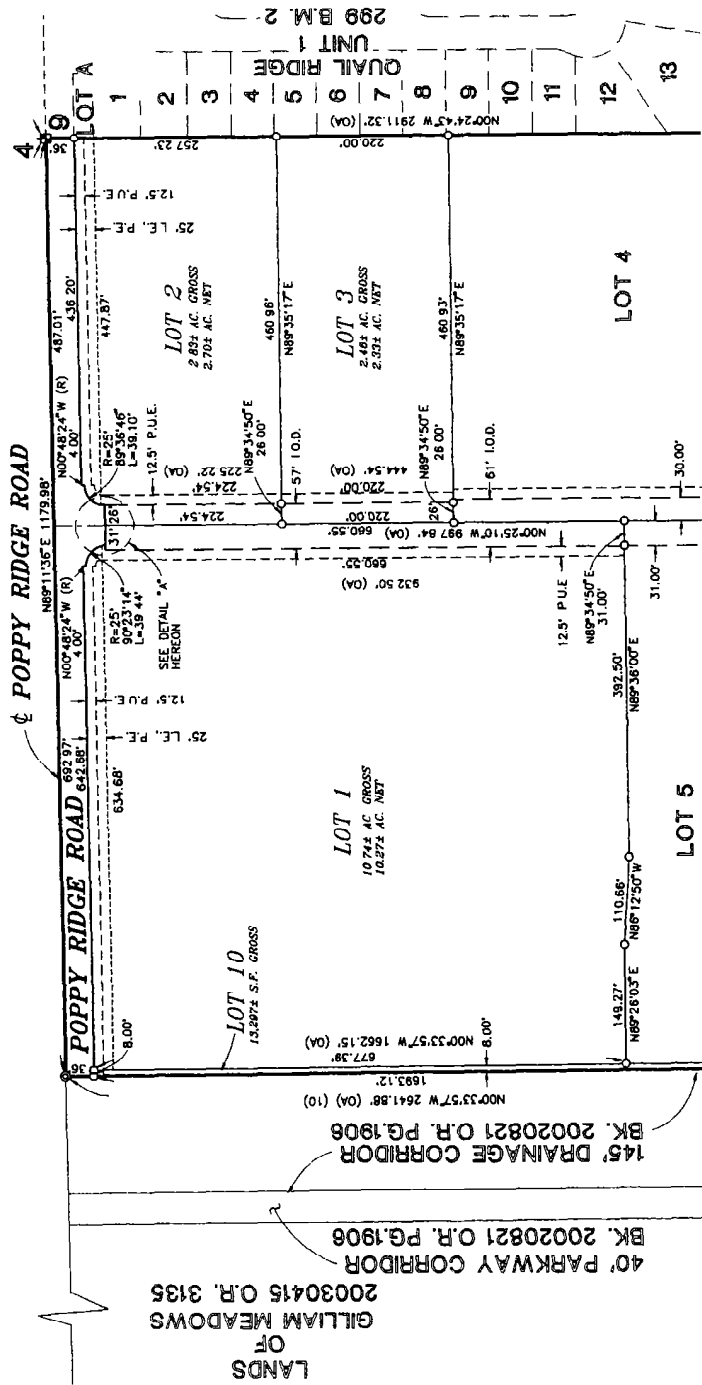 ℄ POPPY RIDGE ROAD
N89°11'36"E 1179.98'
692.97'
487.01'
POPPY RIDGE ROAD
642.68'
436.20'
634.68'
447.87'
36'
36'
4
9
LOT A
N00°48'24"W (R)
4.00'
R=25'
90°23'14"
L=39.44'
SEE DETAIL "A"
HEREON
N00°48'24"W (R)
4.00'
R=25'
89°36'46"
L=39.10'
12.5' P.U.E.
31'
26'
12.5' P.U.E.
25' L.E., P.E.
12.5' P.U.E.
25' L.E., P.E.
8.00'
LOT 10
13,297± S.F. GROSS
LOT 1
10.74± AC GROSS
10.27± AC NET
LOT 2
2.83± AC. GROSS
2.70± AC. NET
LOT 3
2.46± AC. GROSS
2.33± AC. NET
LOT 4
LOT 5
257.23'
220.00'
N00°24'43"W 2911.32' (OA)
460.96'
N89°35'17"E
N89°34'50"E
26.00'
460.93'
N89°35'17"E
N89°34'50"E
26.00'
26'
224.54'
224.54'
225.22' (OA)
57' I.O.D.
220.00'
220.00'
444.54' (OA)
61' I.O.D.
660.55'
N00°25'10"W 997.84' (OA)
660.55'
932.50' (OA)
12.5' P.U.E
N89°34'50"E
31.00'
30.00'
31.00'
392.50'
N89°36'00"E
110.66'
N86°12'50"W
149.27'
N89°26'03"E
8.00'
N00°33'57"W 1662.15' (OA)
677.39'
1693.12'
N00°33'57"W 2641.88' (OA) (10)
145' DRAINAGE CORRIDOR
BK. 20020821 O.R. PG.1906
40' PARKWAY CORRIDOR
BK. 20020821 O.R. PG.1906
LANDS
OF
GILLIAM MEADOWS
20030415 O.R. 3135
QUAIL RIDGE
UNIT 1
299 B.M. 2
1
2
3
4
5
6
7
8
9
10
11
12
13